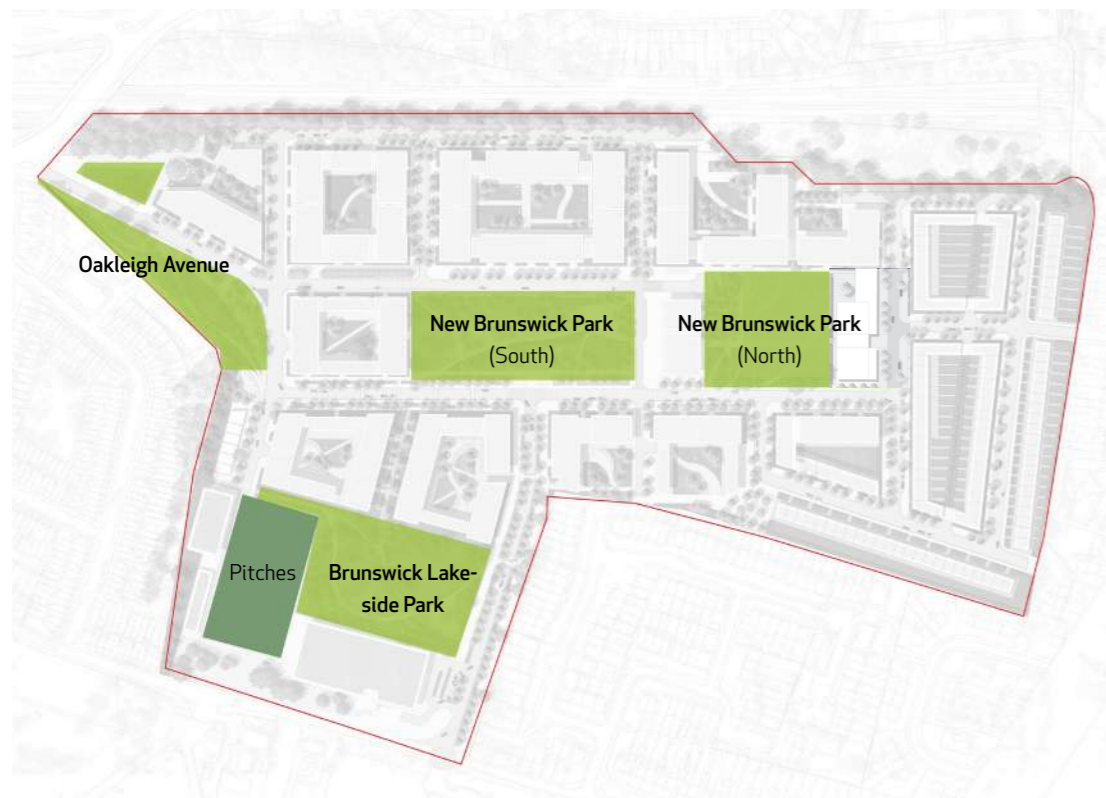 Oakleigh Avenue
New Brunswick Park
(South)
New Brunswick Park
(North)
Pitches
Brunswick Lake-
side Park